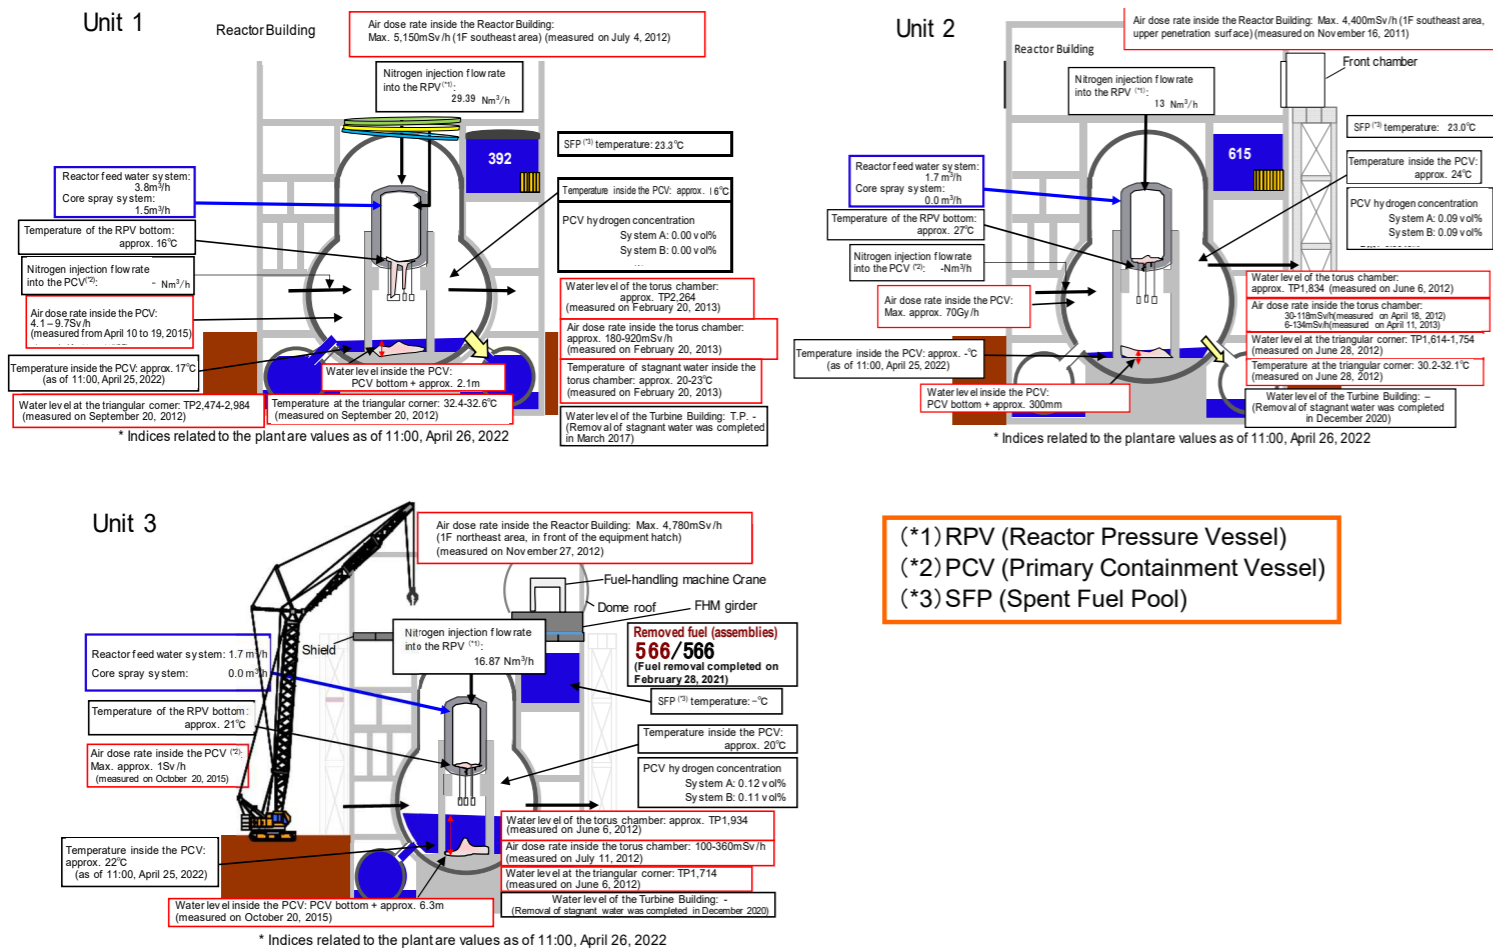 Unit 1
Reactor Building
Air dose rate inside the Reactor Building:
Max. 5,150mSv/h (1F southeast area) (measured on July 4, 2012)
Nitrogen injection flow rate
into the RPV(*1):
29.39 Nm³/h
392
SFP (*3) temperature: 23.3℃
Reactor feed water system:
3.8m³/h
Core spray system:
1.5m³/h
Temperature inside the PCV: approx. 16℃
PCV hydrogen concentration
System A: 0.00 vol%
System B: 0.00 vol%
Temperature of the RPV bottom:
approx. 16℃
Nitrogen injection flow rate
into the PCV(*2): - Nm³/h
Air dose rate inside the PCV:
4.1–9.7Sv/h
(measured from April 10 to 19, 2015)
Water level of the torus chamber:
approx. TP2,264
(measured on February 20, 2013)
Air dose rate inside the torus chamber:
approx. 180-920mSv/h
(measured on February 20, 2013)
Temperature inside the PCV: approx. 17℃
(as of 11:00, April 25, 2022)
Water level inside the PCV:
PCV bottom + approx. 2.1m
Temperature of stagnant water inside the
torus chamber: approx. 20-23℃
(measured on February 20, 2013)
Water level at the triangular corner: TP2,474-2,984
(measured on September 20, 2012)
Temperature at the triangular corner: 32.4-32.6℃
(measured on September 20, 2012)
Water level of the Turbine Building: T.P. -
(Removal of stagnant water was completed
in March 2017)
* Indices related to the plant are values as of 11:00, April 26, 2022
Unit 2
Reactor Building
Air dose rate inside the Reactor Building: Max. 4,400mSv/h (1F southeast area,
upper penetration surface) (measured on November 16, 2011)
Front chamber
Nitrogen injection flow rate
into the RPV (*1):
13 Nm³/h
615
SFP (*3) temperature: 23.0℃
Reactor feed water system:
1.7 m³/h
Core spray system:
0.0 m³/h
Temperature inside the PCV:
approx. 24℃
PCV hydrogen concentration
System A: 0.09 vol%
System B: 0.09 vol%
Temperature of the RPV bottom:
approx. 27℃
Nitrogen injection flow rate
into the PCV (*2): -Nm³/h
Air dose rate inside the PCV:
Max. approx. 70Gy/h
Water level of the torus chamber:
approx. TP1,834 (measured on June 6, 2012)
Air dose rate inside the torus chamber:
30-118mSv/h(measured on April 18, 2012)
6-134mSv/h(measured on April 11, 2013)
Water level at the triangular corner: TP1,614-1,754
(measured on June 28, 2012)
Temperature inside the PCV: approx. -℃
(as of 11:00, April 25, 2022)
Temperature at the triangular corner: 30.2-32.1℃
(measured on June 28, 2012)
Water level inside the PCV:
PCV bottom + approx. 300mm
Water level of the Turbine Building: –
(Removal of stagnant water was completed
in December 2020)
* Indices related to the plant are values as of 11:00, April 26, 2022
Unit 3
Air dose rate inside the Reactor Building: Max. 4,780mSv/h
(1F northeast area, in front of the equipment hatch)
(measured on November 27, 2012)
Fuel-handling machine Crane
Dome roof
FHM girder
Shield
Nitrogen injection flow rate
into the RPV (*1):
16.87 Nm³/h
Removed fuel (assemblies)
566/566
(Fuel removal completed on
February 28, 2021)
Reactor feed water system: 1.7 m³/h
Core spray system: 0.0 m³/h
SFP (*3) temperature: -℃
Temperature of the RPV bottom:
approx. 21℃
Temperature inside the PCV:
approx. 20℃
Air dose rate inside the PCV (*2):
Max. approx. 1Sv/h
(measured on October 20, 2015)
PCV hydrogen concentration
System A: 0.12 vol%
System B: 0.11 vol%
Water level of the torus chamber: approx. TP1,934
(measured on June 6, 2012)
Air dose rate inside the torus chamber: 100-360mSv/h
(measured on July 11, 2012)
Temperature inside the PCV:
approx. 22℃
(as of 11:00, April 25, 2022)
Water level at the triangular corner: TP1,714
(measured on June 6, 2012)
Water level inside the PCV: PCV bottom + approx. 6.3m
(measured on October 20, 2015)
Water level of the Turbine Building: -
(Removal of stagnant water was completed in December 2020)
* Indices related to the plant are values as of 11:00, April 26, 2022
(*1) RPV (Reactor Pressure Vessel)
(*2) PCV (Primary Containment Vessel)
(*3) SFP (Spent Fuel Pool)